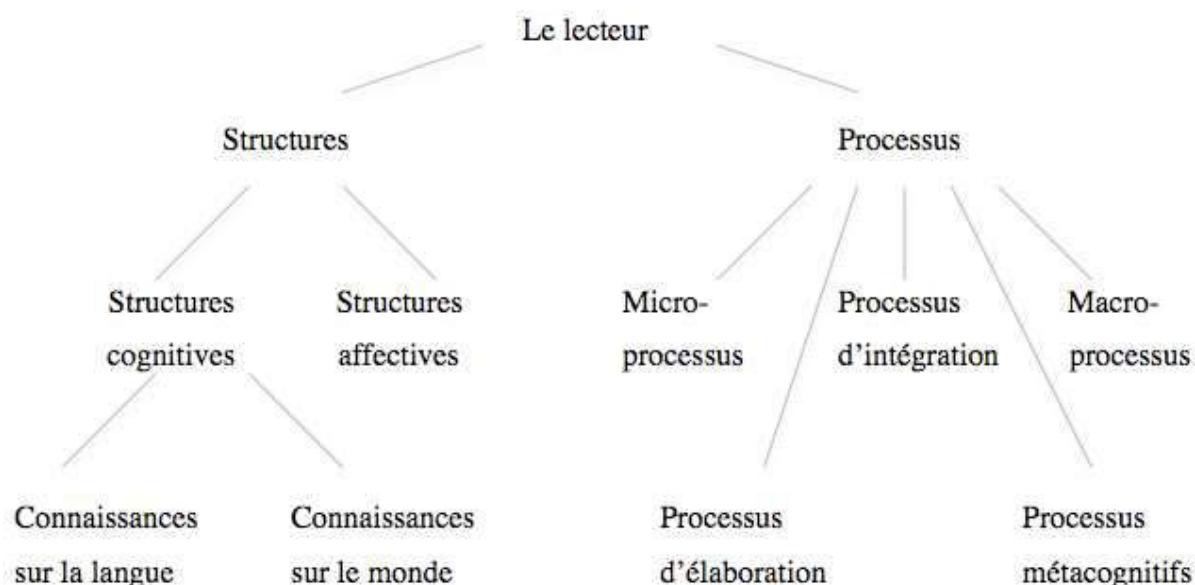 Le lecteur
Structures
Processus
Structures
cognitives
Structures
affectives
Micro-
processus
Processus
d’intégration
Macro-
processus
Connaissances
sur la langue
Connaissances
sur le monde
Processus
d’élaboration
Processus
métacognitifs